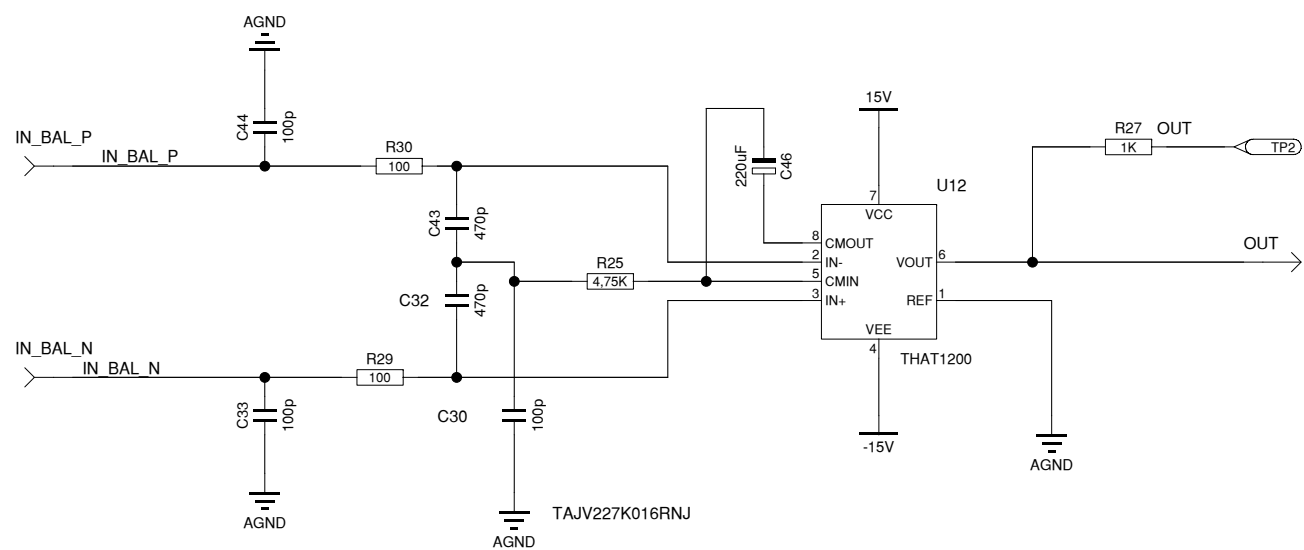 AGND
C44
100p
IN_BAL_P
IN_BAL_P
R30
100
C43
470p
C32
470p
R25
4,75K
220uF
C46
15V
U12
7
VCC
8
CMOUT
2
IN-
5
CMIN
3
IN+
VOUT
6
REF
1
VEE
4
THAT1200
-15V
R27
1K
OUT
TP2
OUT
AGND
IN_BAL_N
IN_BAL_N
R29
100
C33
100p
AGND
C30
100p
AGND
TAJV227K016RNJ